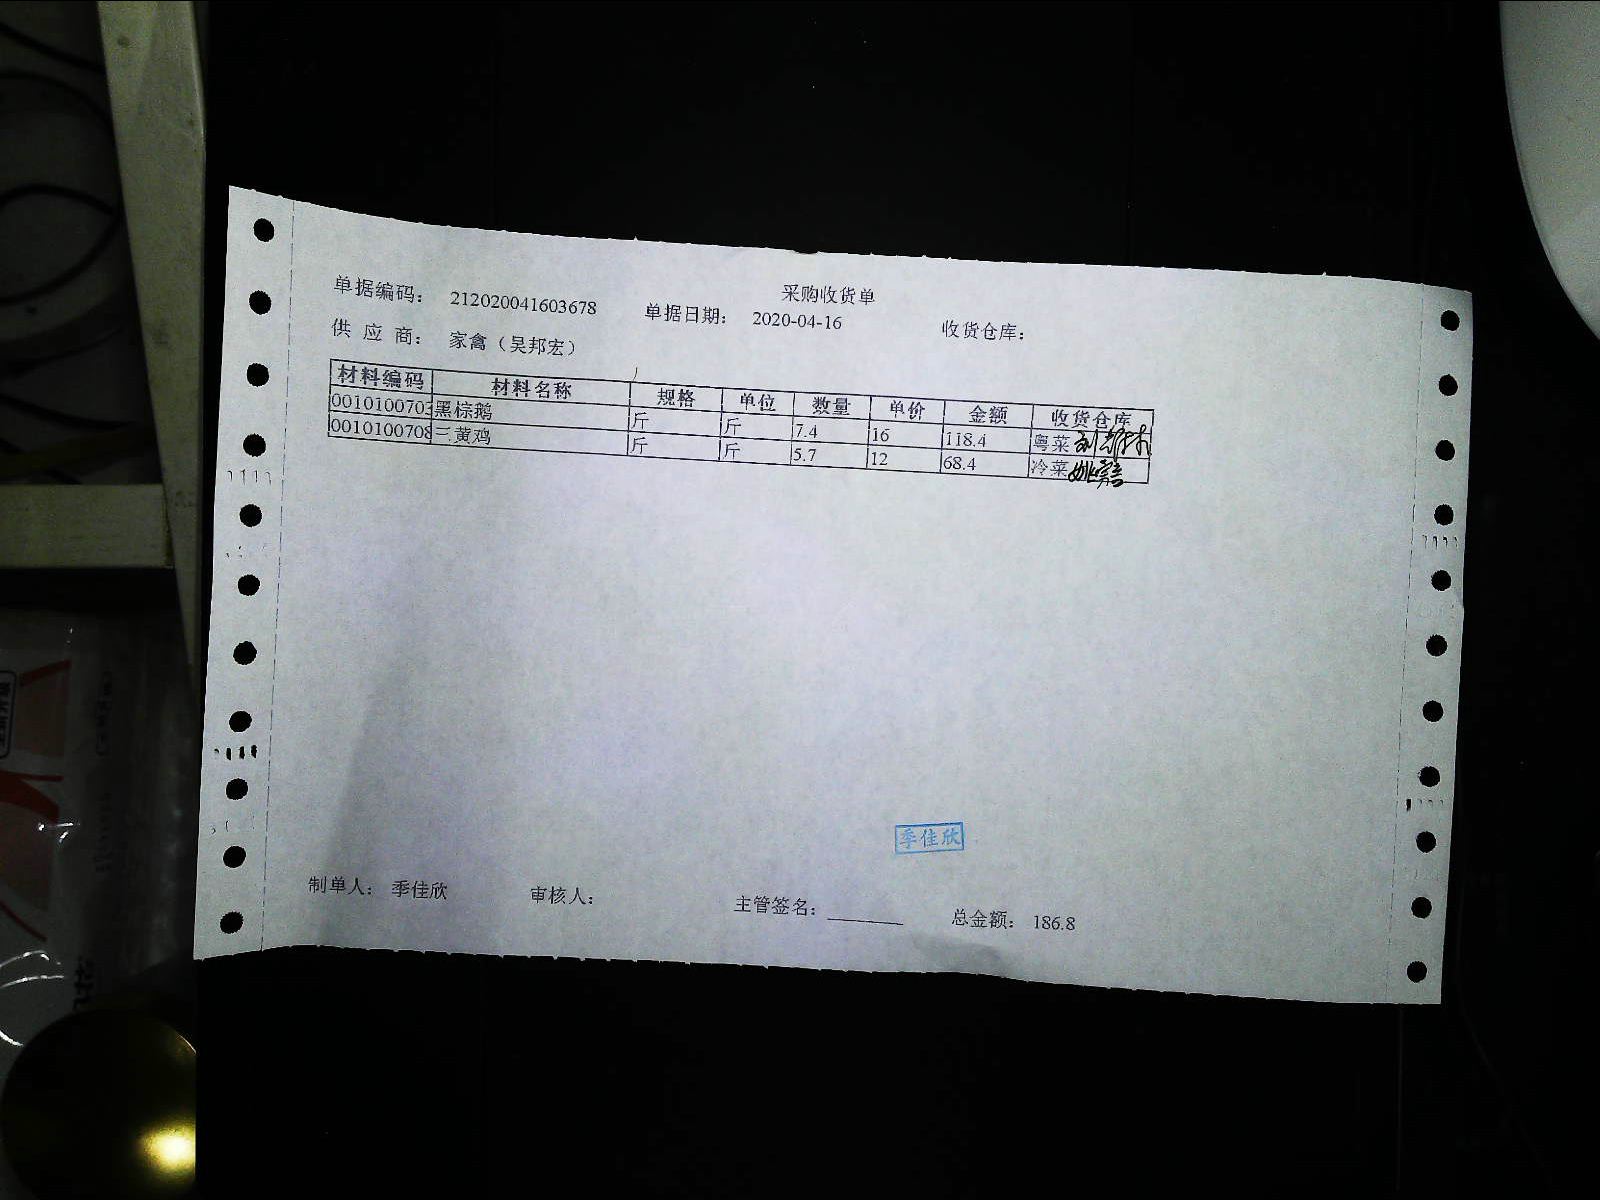 采购收货单
单据编码： 212020041603678 单据日期： 2020-04-16 收货仓库：
供 应 商： 家禽（吴邦宏）
材料编码 材料名称 规格 单位 数量 单价 金额 收货仓库
0010100703 黑棕鹅 斤 斤 7.4 16 118.4 粤菜
0010100708 三黄鸡 斤 斤 5.7 12 68.4 冷菜
季佳欣
制单人： 季佳欣 审核人： 主管签名： 总金额： 186.8